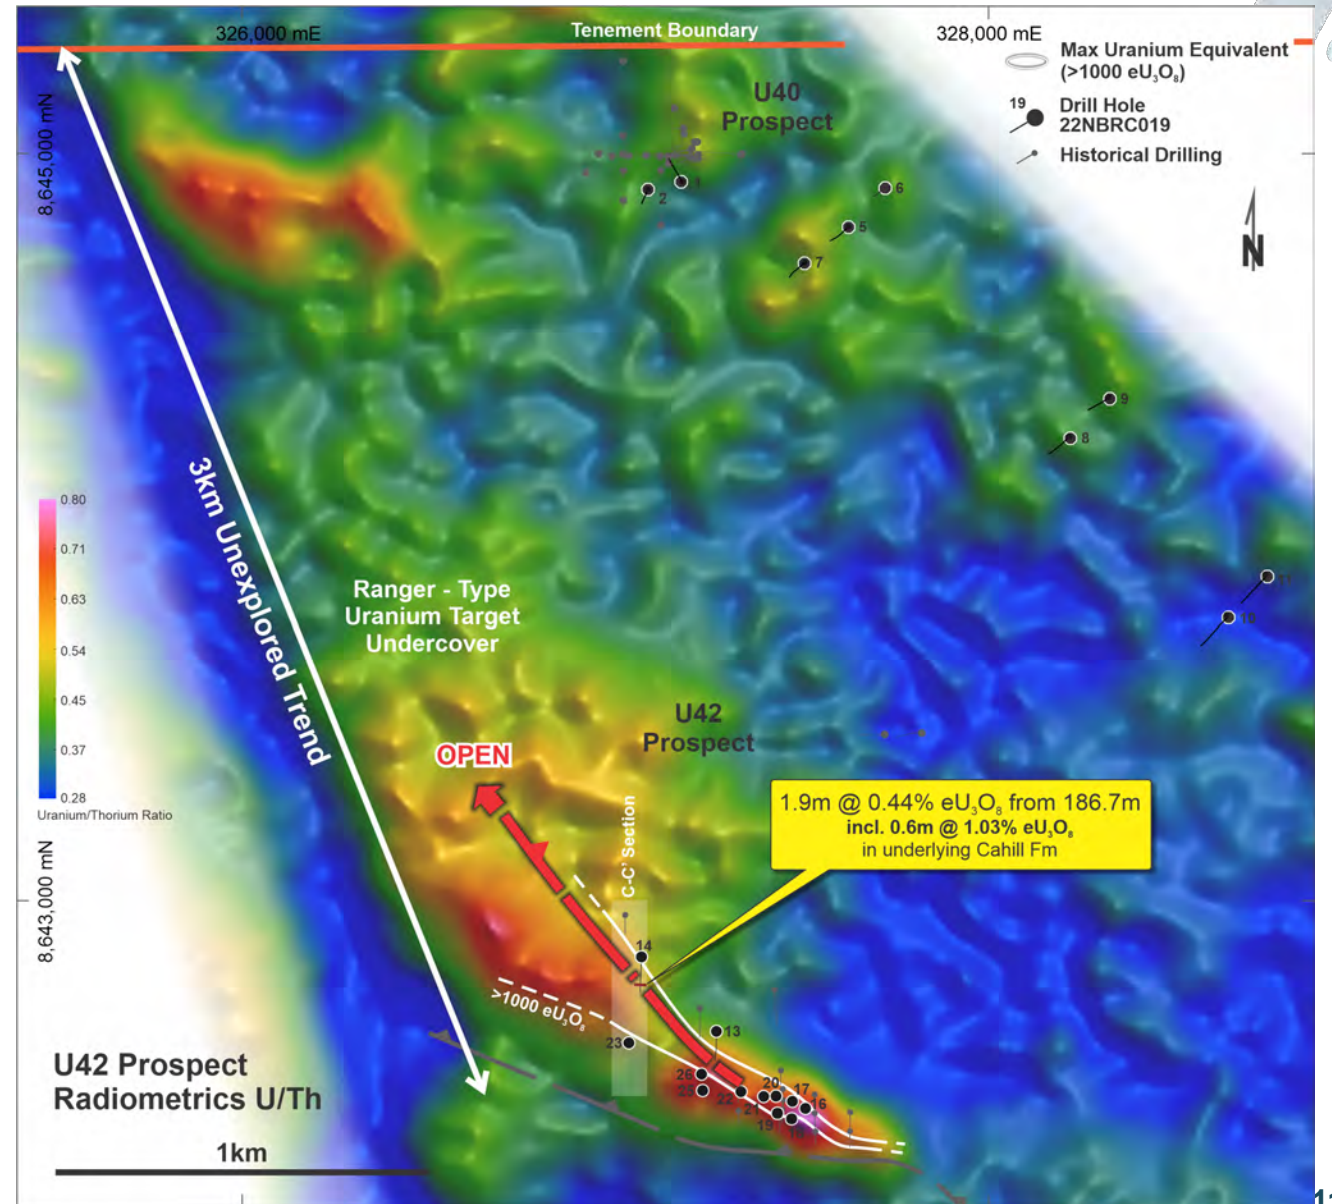 326,000 mE
Tenement Boundary
328,000 mE
Max Uranium Equivalent
(>1000 eU₃O₈)
19
Drill Hole
22NBRC019
Historical Drilling
N
8,645,000 mN
U40
Prospect
1
2
6
5
7
9
8
11
10
3km Unexplored Trend
0.80
0.71
0.63
0.54
0.45
0.37
0.28
Uranium/Thorium Ratio
Ranger - Type
Uranium Target
Undercover
U42
Prospect
OPEN
C-C' Section
1.9m @ 0.44% eU₃O₈ from 186.7m
incl. 0.6m @ 1.03% eU₃O₈
in underlying Cahill Fm
8,643,000 mN
14
>1000 eU₃O₈
13
23
26
25
22
20
17
16
21
19
U42 Prospect
Radiometrics U/Th
1km